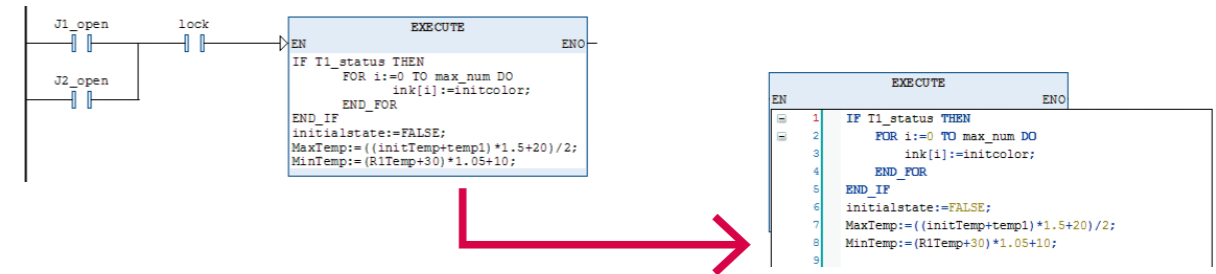 J1_open lock
EXECUTE
EN ENO
J2_open
IF T1_status THEN
FOR i:=0 TO max_num DO
ink[i]:=initcolor;
END_FOR
END_IF
initialstate:=FALSE;
MaxTemp:=((initTemp+temp1)*1.5+20)/2;
MinTemp:=(R1Temp+30)*1.05+10;
EXECUTE
EN ENO
1 IF T1_status THEN
2 FOR i:=0 TO max_num DO
3 ink[i]:=initcolor;
4 END_FOR
5 END_IF
6 initialstate:=FALSE;
7 MaxTemp:=((initTemp+temp1)*1.5+20)/2;
8 MinTemp:=(R1Temp+30)*1.05+10;
9